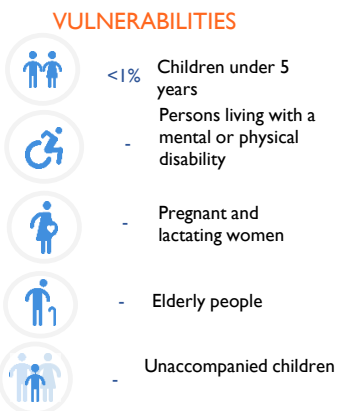 VULNERABILITIES
<1% Children under 5
years
Persons living with a
- mental or physical
disability
- Pregnant and
lactating women
- Elderly people
Unaccompanied children
-